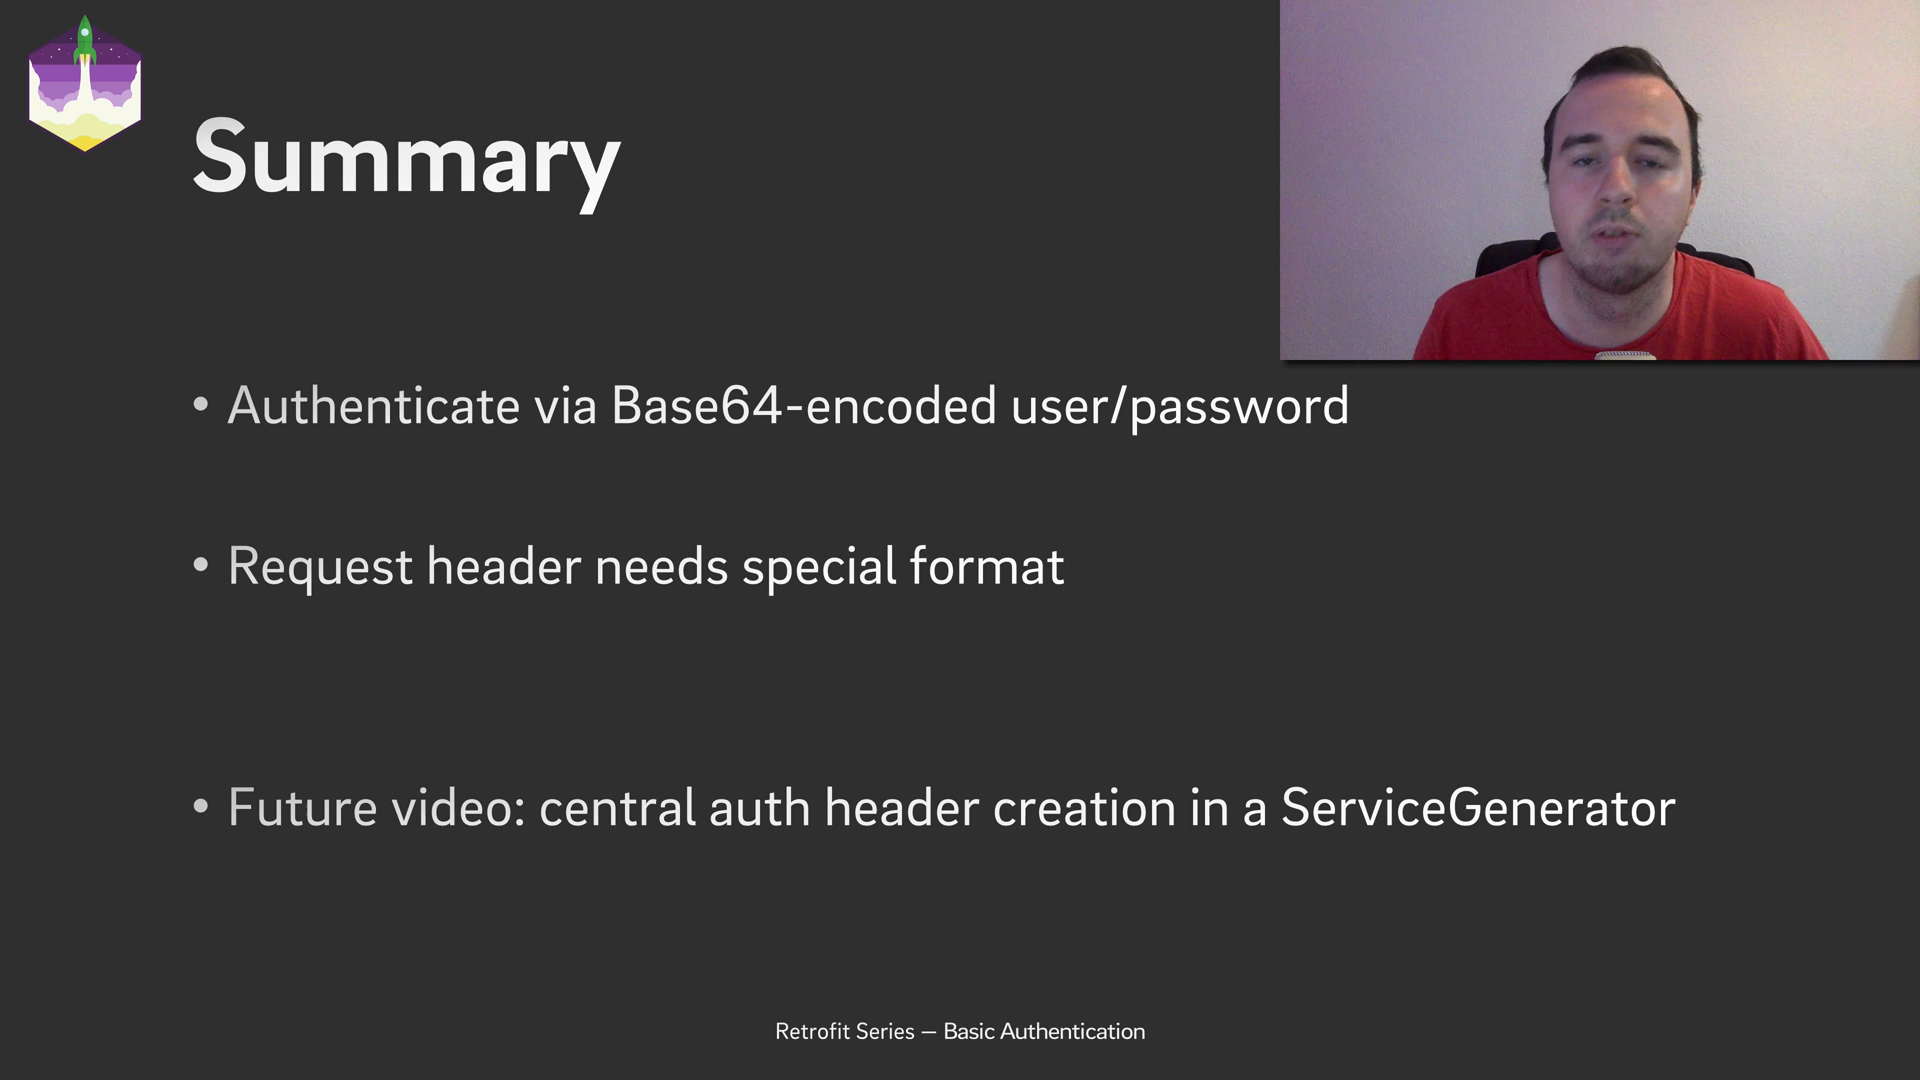 Summary
• Authenticate via Base64-encoded user/password
• Request header needs special format
• Future video: central auth header creation in a ServiceGenerator
Retrofit Series — Basic Authentication